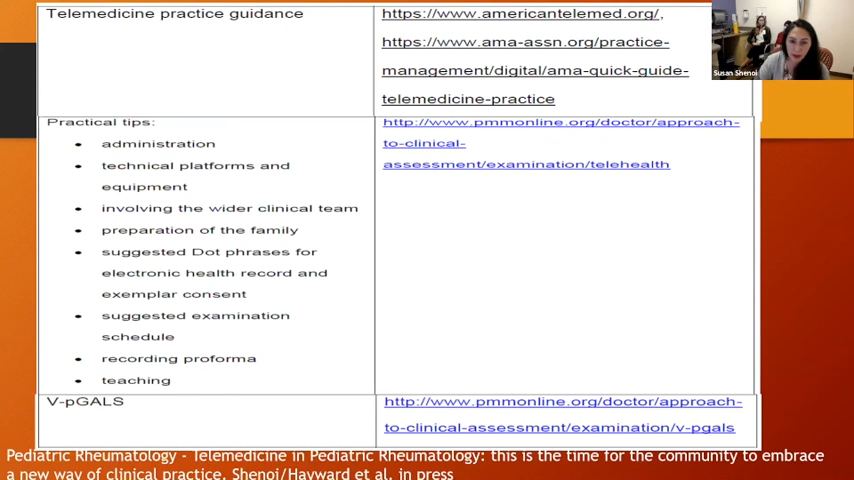 Telemedicine practice guidance
https://www.americantelemed.org/,
https://www.ama-assn.org/practice-
management/digital/ama-quick-guide-
telemedicine-practice
Practical tips:
• administration
• technical platforms and
equipment
• involving the wider clinical team
• preparation of the family
• suggested Dot phrases for
electronic health record and
exemplar consent
• suggested examination
schedule
• recording proforma
• teaching
http://www.pmmonline.org/doctor/approach-
to-clinical-
assessment/examination/telehealth
V-pGALS
http://www.pmmonline.org/doctor/approach-
to-clinical-assessment/examination/v-pgals
Susan Shenoi
Pediatric Rheumatology - Telemedicine in Pediatric Rheumatology: this is the time for the community to embrace
a new way of clinical practice. Shenoi/Hayward et al. in press